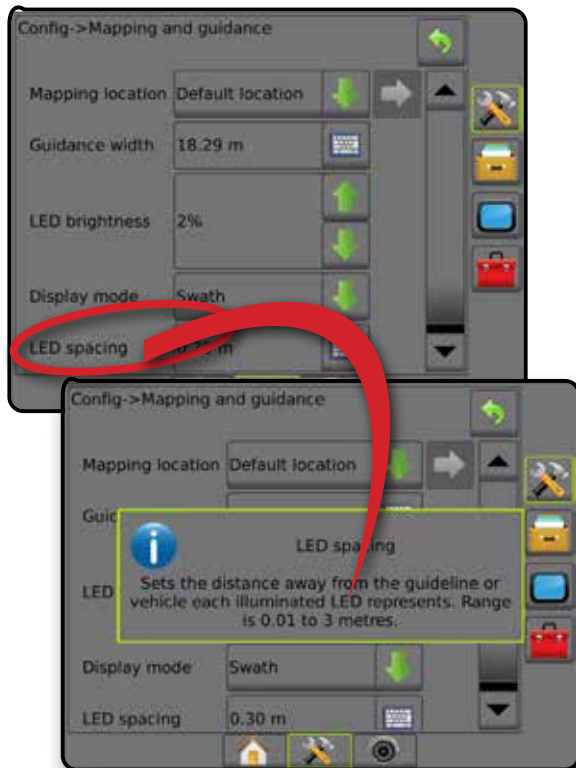 Config->Mapping and guidance
Mapping location Default location
Guidance width 18.29 m
LED brightness 2%
Display mode Swath
LED spacing m
Config->Mapping and guidance
Mapping location Default location
LED spacing
LED
Sets the distance away from the guideline or
vehicle each illuminated LED represents. Range
is 0.01 to 3 metres.
Display mode Swath
LED spacing 0.30 m